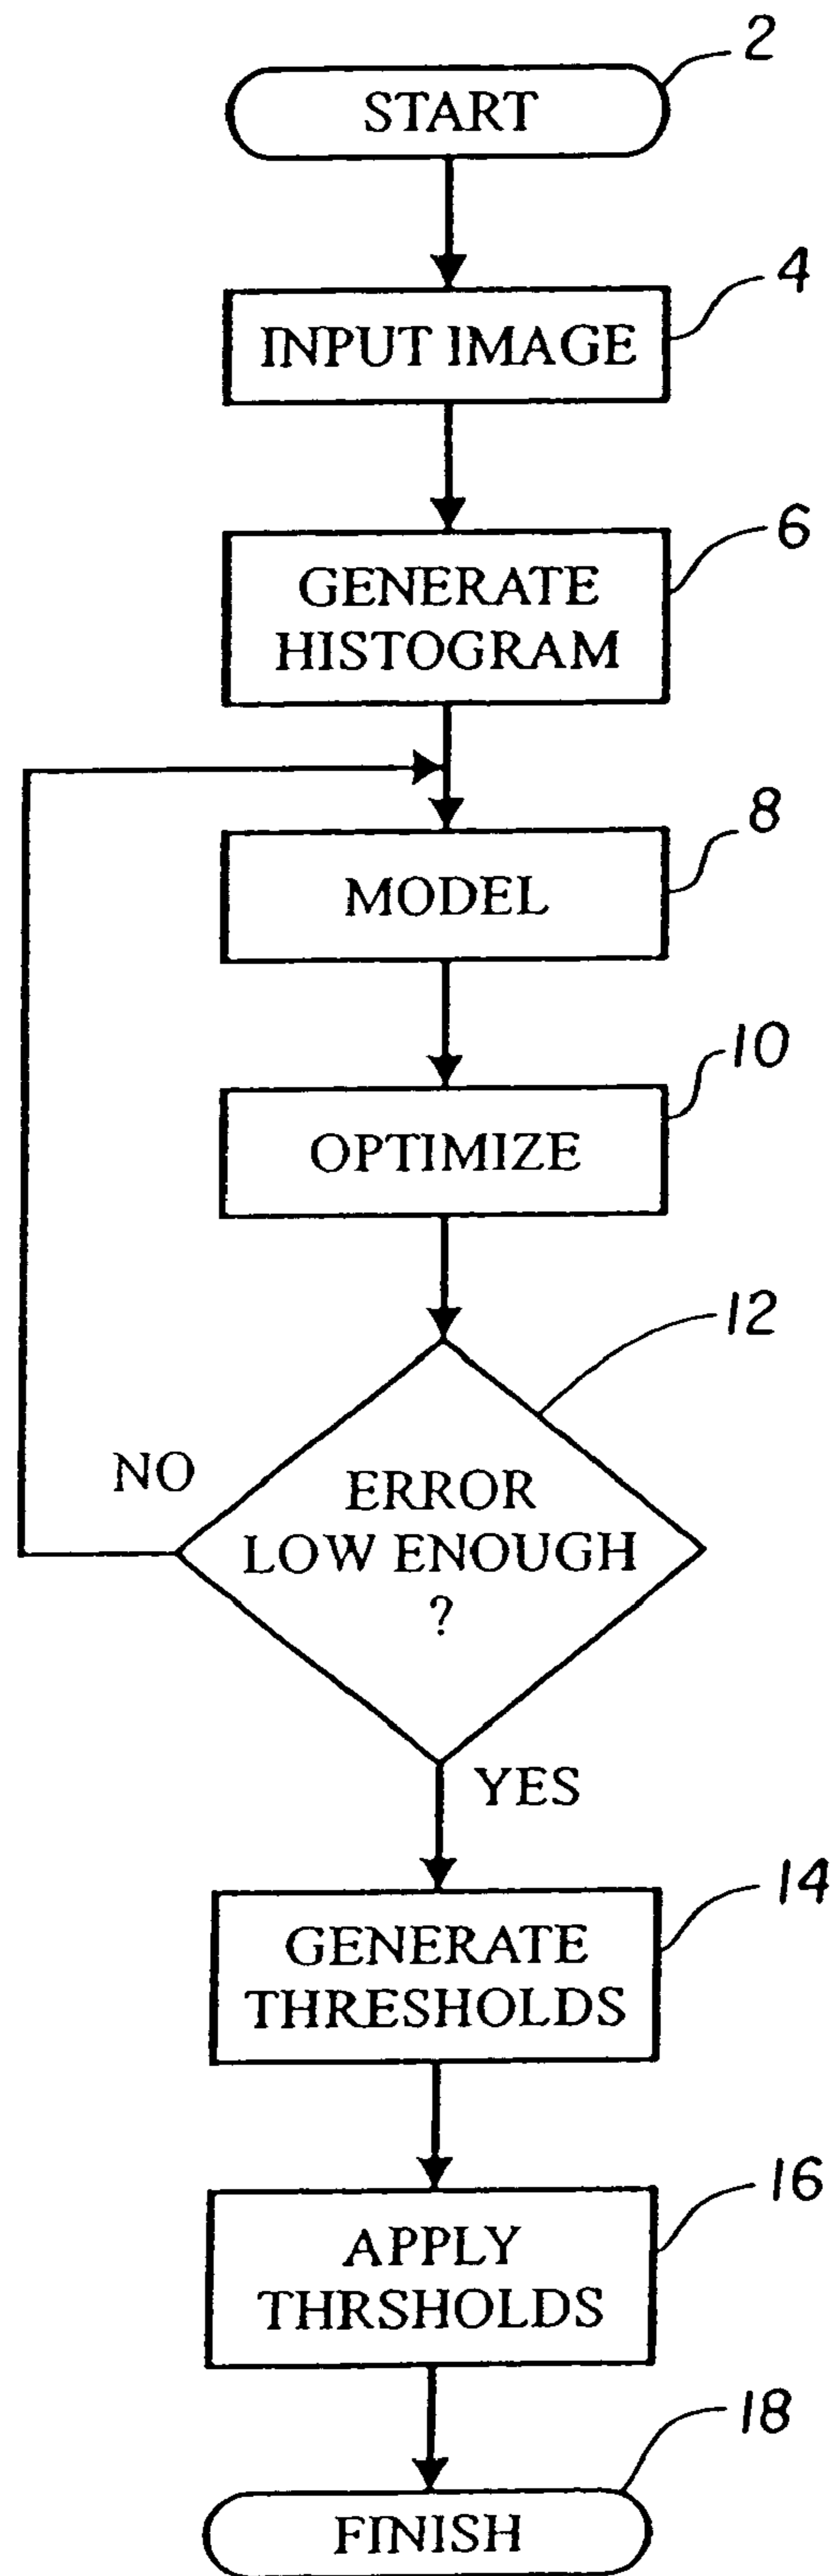 2
START
4
INPUT IMAGE
6
GENERATE
HISTOGRAM
8
MODEL
10
OPTIMIZE
12
NO
ERROR
LOW ENOUGH
?
YES
14
GENERATE
THRESHOLDS
16
APPLY
THRSHOLDS
18
FINISH